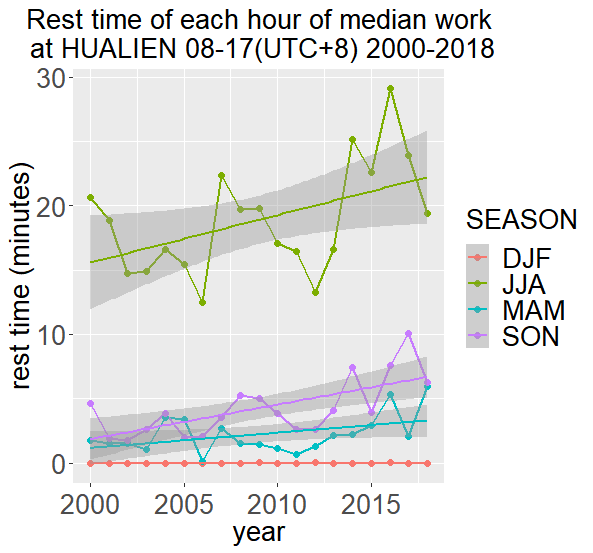 Rest time of each hour of median work
at HUALIEN 08-17(UTC+8) 2000-2018
30
20
10
0
rest time (minutes)
2000
2005
2010
2015
year
SEASON
DJF
JJA
MAM
SON